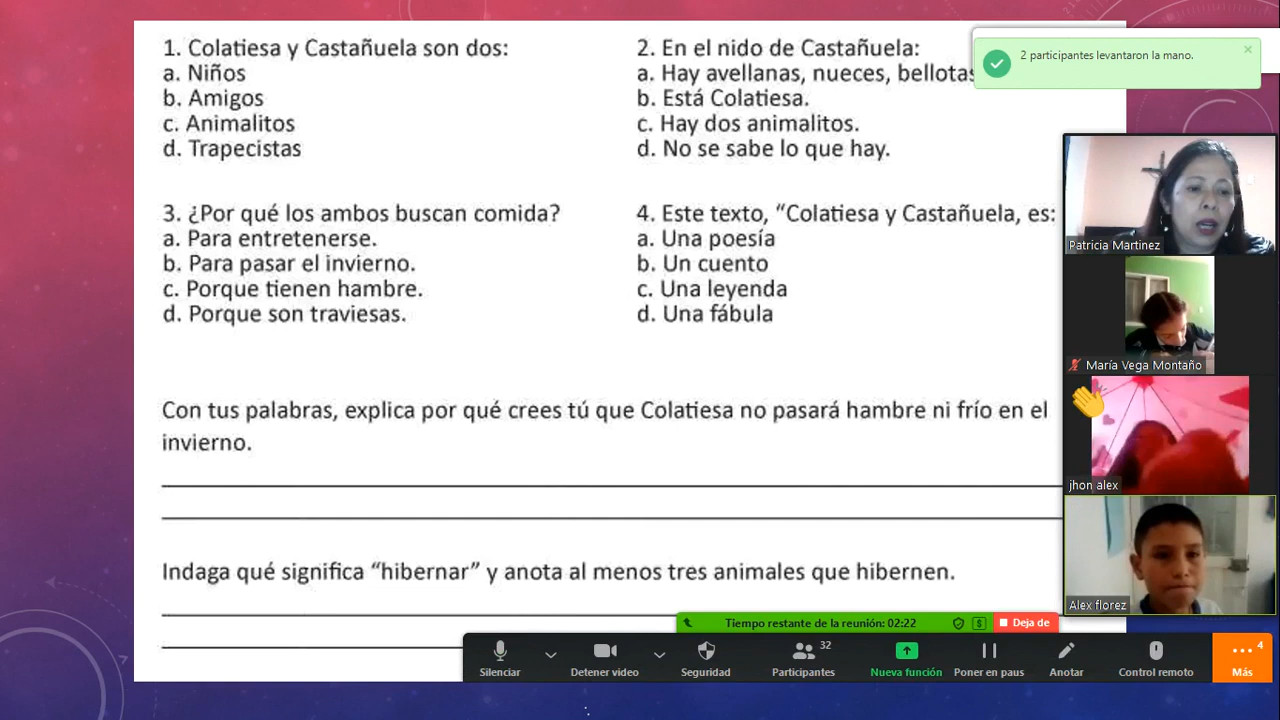 1. Colatiesa y Castañuela son dos:
a. Niños
b. Amigos
c. Animalitos
d. Trapecistas
2. En el nido de Castañuela:
a. Hay avellanas, nueces, bellotas
b. Está Colatiesa.
c. Hay dos animalitos.
d. No se sabe lo que hay.
3. ¿Por qué los ambos buscan comida?
a. Para entretenerse.
b. Para pasar el invierno.
c. Porque tienen hambre.
d. Porque son traviesas.
4. Este texto, “Colatiesa y Castañuela, es:
a. Una poesía
b. Un cuento
c. Una leyenda
d. Una fábula
Con tus palabras, explica por qué crees tú que Colatiesa no pasará hambre ni frío en el
invierno.
Indaga qué significa “hibernar” y anota al menos tres animales que hibernen.
2 participantes levantaron la mano.
Patricia Martinez
María Vega Montaño
jhon alex
Alex florez
Tiempo restante de la reunión: 02:22
Deja de
Silenciar
Detener video
Seguridad
Participantes
32
Nueva función
Poner en paus
Anotar
Control remoto
Más
4